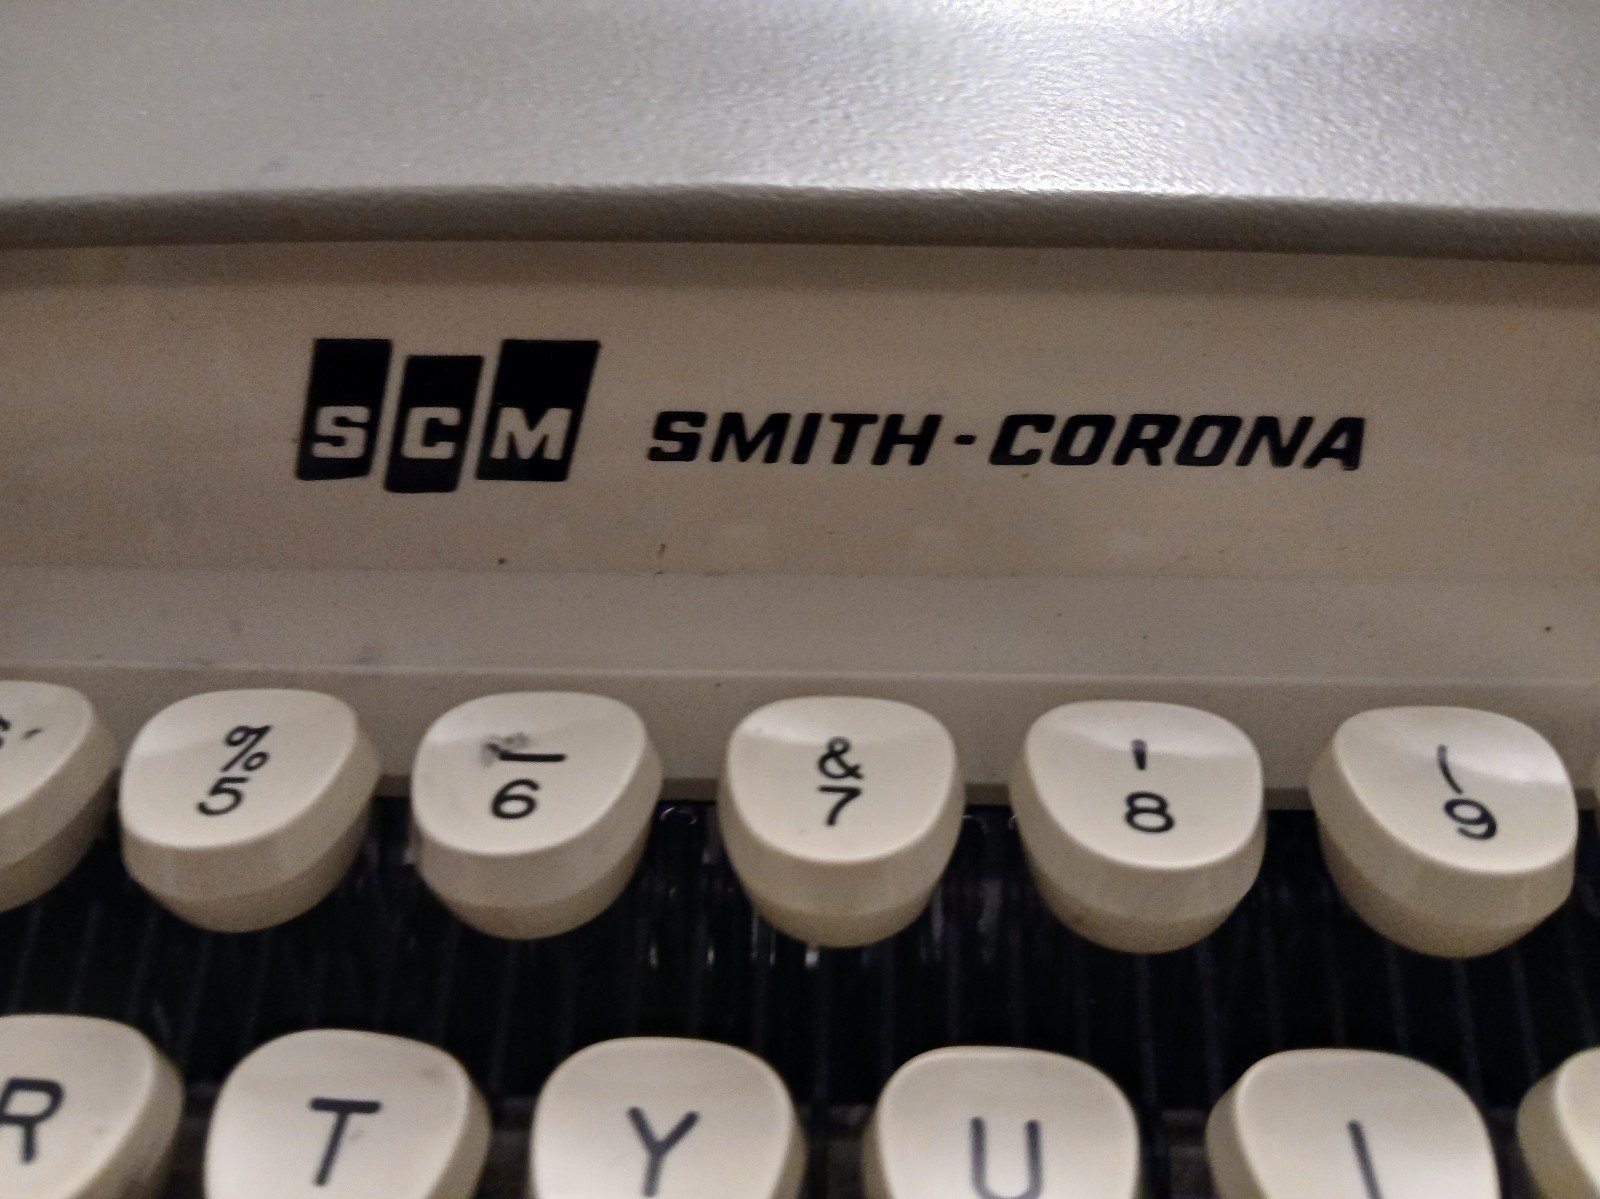 SCM SMITH-CORONA
% _ & ' (
5 6 7 8 9
R T Y U I